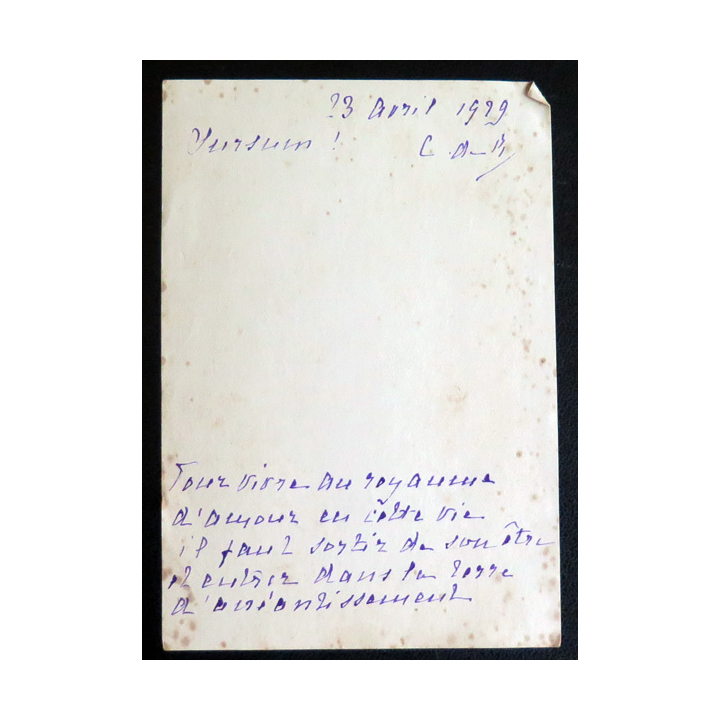 23 avril 1929
Sursum ! C de R
Pour vivre au royaume
d'amour en cette vie
il faut sortir de son être
et entrer dans la terre
d'anéantissement